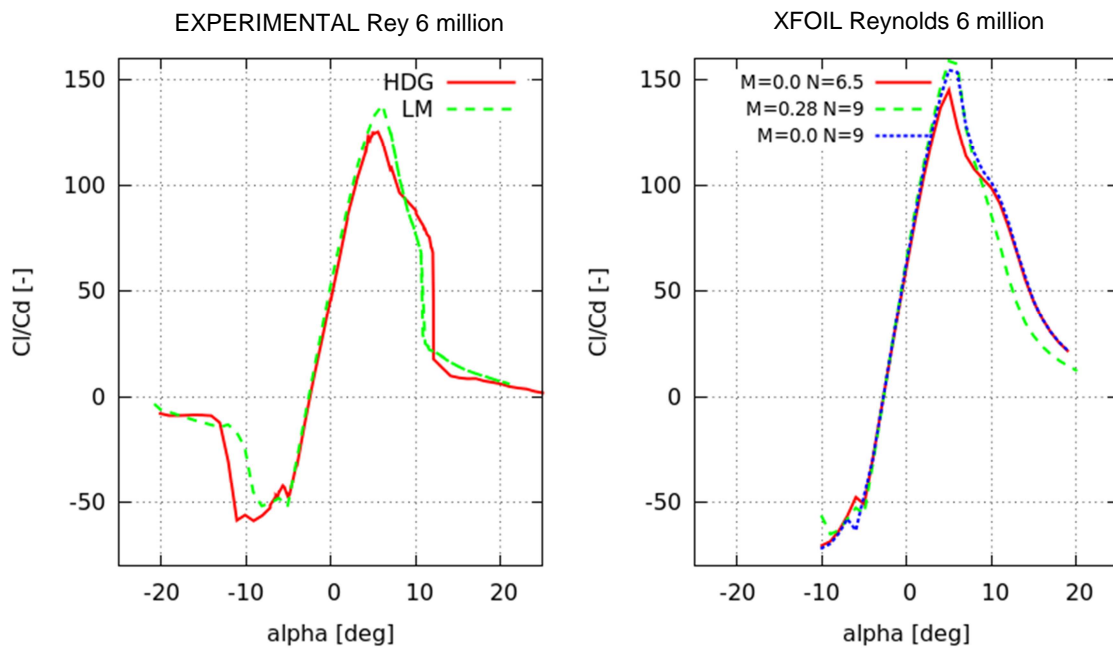 EXPERIMENTAL Rey 6 million
150
100
50
0
-50
-20
-10
0
10
20
Cl/Cd [-]
alpha [deg]
HDG
LM
XFOIL Reynolds 6 million
150
100
50
0
-50
-20
-10
0
10
20
Cl/Cd [-]
alpha [deg]
M=0.0 N=6.5
M=0.28 N=9
M=0.0 N=9